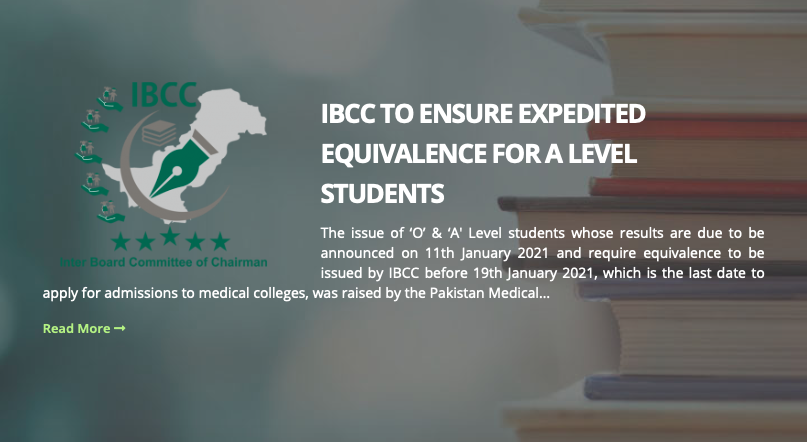 IBCC
Inter Board Committee of Chairman
IBCC TO ENSURE EXPEDITED
EQUIVALENCE FOR A LEVEL
STUDENTS
The issue of ‘O’ & ‘A’ Level students whose results are due to be
announced on 11th January 2021 and require equivalence to be
issued by IBCC before 19th January 2021, which is the last date to
apply for admissions to medical colleges, was raised by the Pakistan Medical...
Read More →